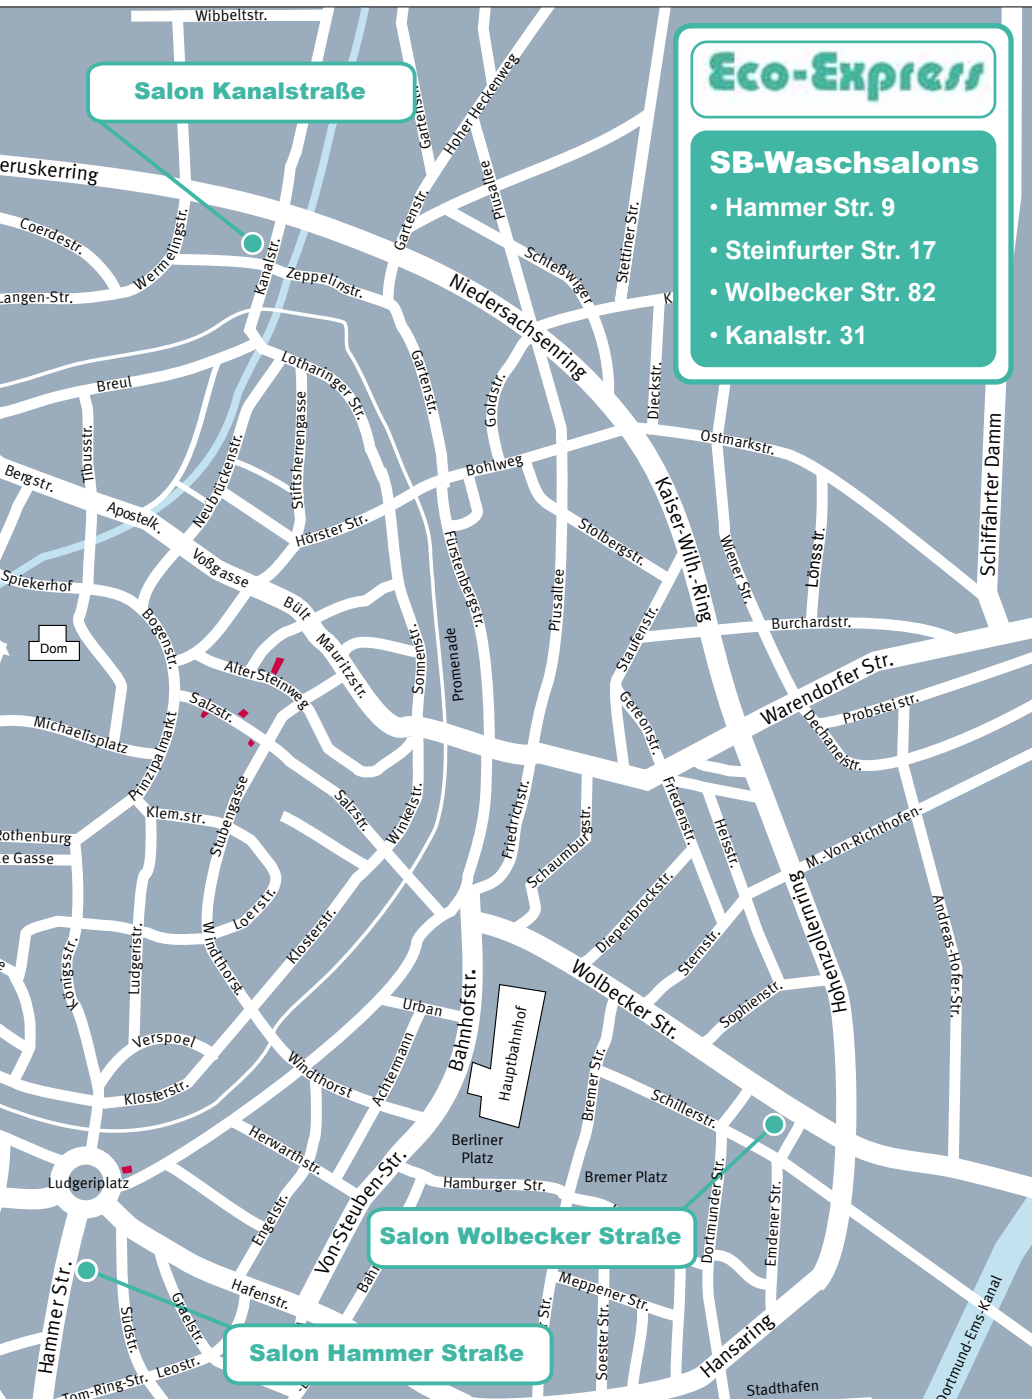 Wibbeltstr.
Salon Kanalstraße
Hoher Heckenweg
Eco-Express
SB-Waschsalons
• Hammer Str. 9
• Steinfurter Str. 17
• Wolbecker Str. 82
• Kanalstr. 31
eruskerring
Coerdestr.
Wermelingstr.
Langen-Str.
Kanalstr.
Zeppelinstr.
Gartenstr.
Piusallee
Schleßwiger
Stettiner Str.
K
Niedersachsenring
Breul
Lotharinger Str.
Gartenstr.
Goldstr.
Dieckstr.
Ostmarkstr.
Schiffahrter Damm
Tibusstr.
Stiftsherrengasse
Neubrückenstr.
Bohlweg
Bergstr.
Apostelk.
Hörster Str.
Voßgasse
Fürstenbergstr.
Stolbergstr.
Kaiser-Wilh.-Ring
Wiener Str.
Lönsstr.
Spiekerhof
Bogenstr.
Bült
Mauritzstr.
Sonnenstr.
Promenade
Piusallee
Staufenstr.
Burchardstr.
Dom
Alter Steinweg
Salzstr.
Warendorfer Str.
Probsteistr.
Dechaneistr.
Gereonstr.
Michaelisplatz
Prinzipalmarkt
Klem.str.
Stubengasse
Salzstr.
Winkelstr.
Friedrichstr.
Schaumburgstr.
Friedenstr.
Heisstr.
M.-Von-Richthofen-
Rothenburg
e Gasse
Loerstr.
Klosterstr.
Diepenbrockstr.
Sternstr.
Hohenzollernring
Andreas-Hofer-Str.
Königsstr.
Ludgeristr.
Windthorst.
Wolbecker Str.
Sophienstr.
Urban
Bahnhofstr.
Hauptbahnhof
Verspoel
Windthorst
Achtermann
Klosterstr.
Bremer Str.
Schillerstr.
Herwarthstr.
Berliner
Platz
Bremer Platz
Ludgeriplatz
Hamburger Str.
Engelstr.
Von-Steuben-Str.
Salon Wolbecker Straße
Dortmunder Str.
Emdener Str.
Hammer Str.
Südstr.
Graelstr.
Hafenstr.
Bah
Meppener Str.
Str.
Soester Str.
Hansaring
Dortmund-Ems-Kanal
Salon Hammer Straße
Tom-Ring-Str.
Leostr.
Stadthafen